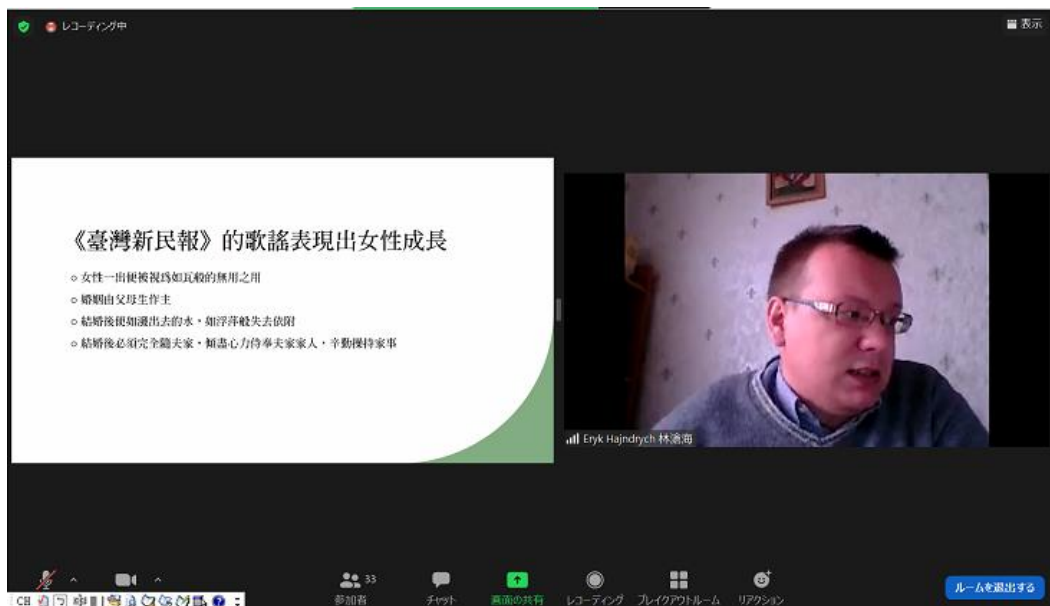 レコーディング中
表示
《臺灣新民報》的歌謠表現出女性成長
女性一出便被視為如瓦般的無用之用
婚姻由父母生作主
結婚後便如潑出去的水，如浮萍般失去依附
結婚後必須完全隨夫家，傾盡心力侍奉夫家家人，辛勤操持家事
Eryk Hajndrych 林滄海
33
参加者
チャット
画面の共有
レコーディング
ブレイクアウトルーム
リアクション
ルームを退出する
CH